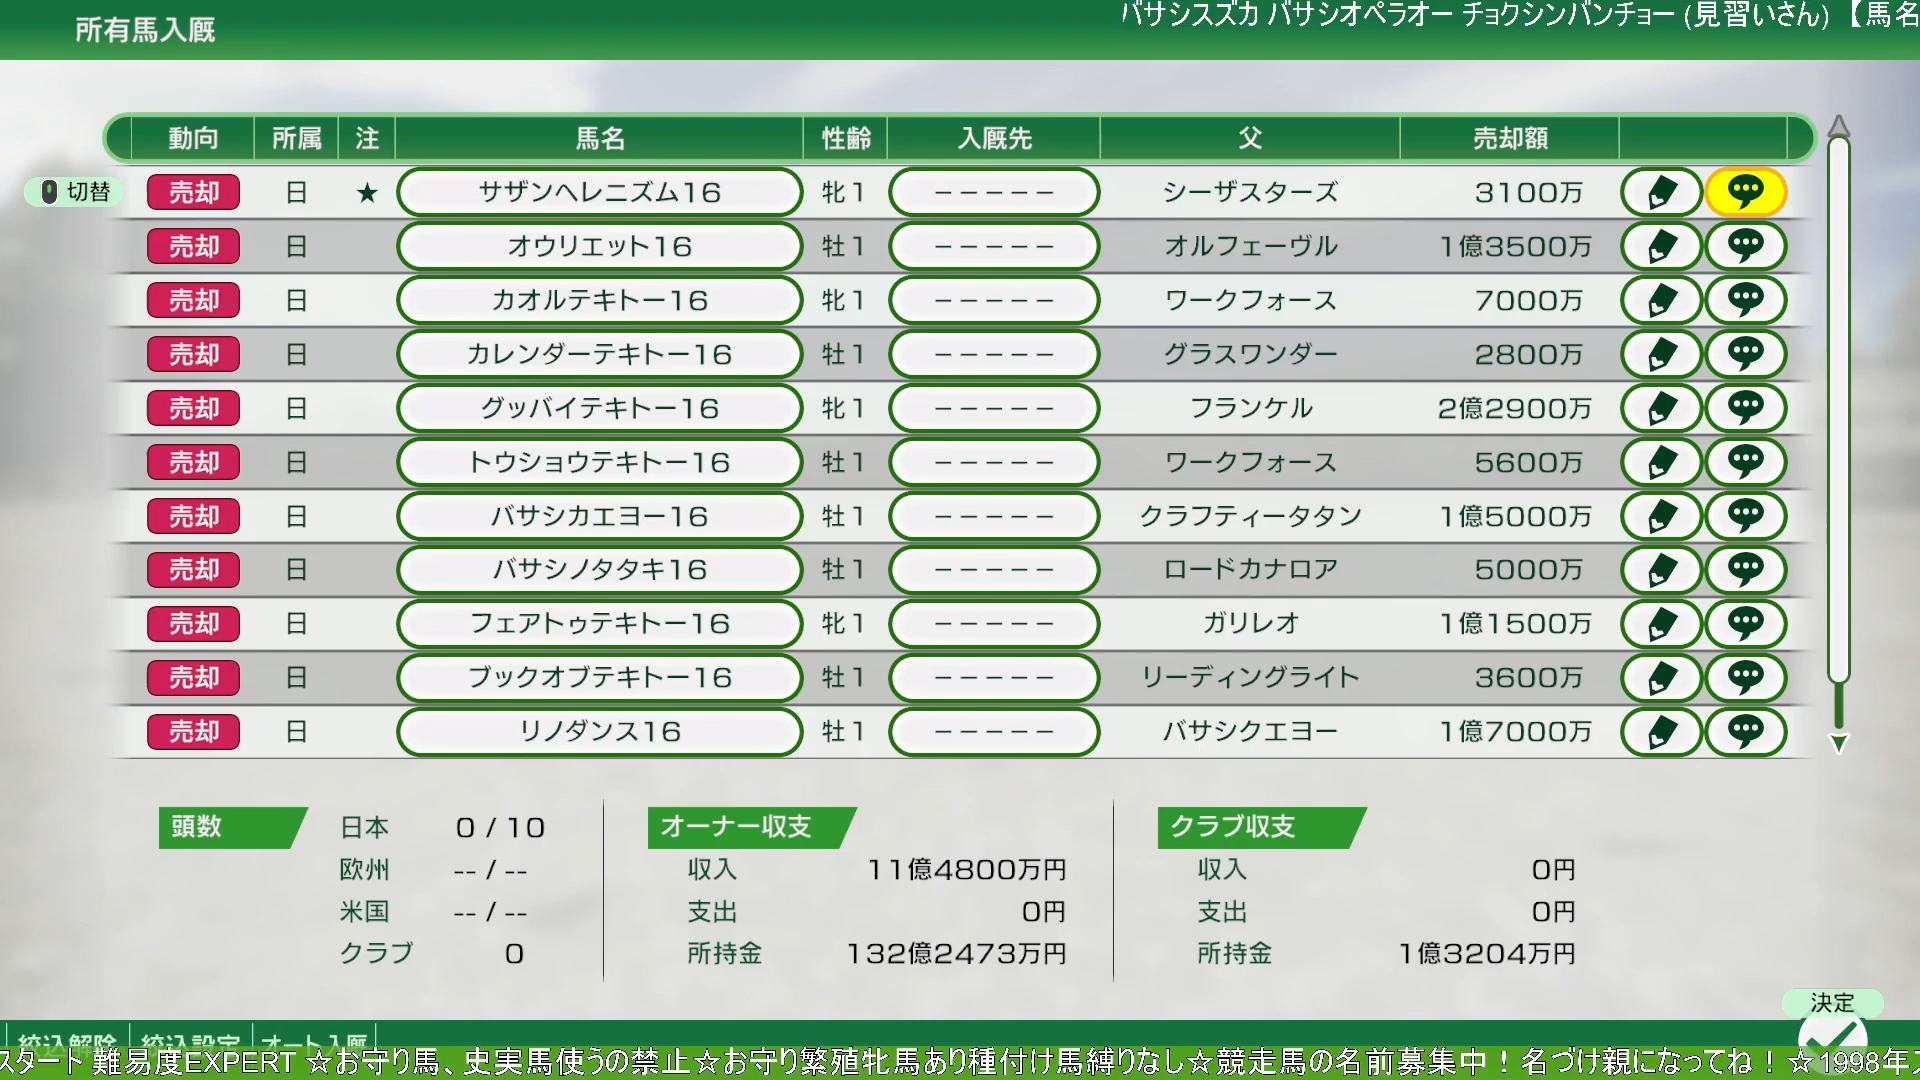 所有馬入厩
バサシスズカ バサシオペラオー チョクシンバンチョー (見習いさん) 【馬名
動向 所属 注 馬名 性齢 入厩先 父 売却額
切替
売却 日 ★ サザンヘレニズム16 牝1 ----- シーザスターズ 3100万
売却 日 オウリエット16 牡1 ----- オルフェーヴル 1億3500万
売却 日 カオルテキトー16 牝1 ----- ワークフォース 7000万
売却 日 カレンダーテキトー16 牡1 ----- グラスワンダー 2800万
売却 日 グッバイテキトー16 牝1 ----- フランケル 2億2900万
売却 日 トウショウテキトー16 牡1 ----- ワークフォース 5600万
売却 日 バサシカエヨー16 牡1 ----- クラフティータタン 1億5000万
売却 日 バサシノタタキ16 牡1 ----- ロードカナロア 5000万
売却 日 フェアトゥテキトー16 牝1 ----- ガリレオ 1億1500万
売却 日 ブックオブテキトー16 牡1 ----- リーディングライト 3600万
売却 日 リノダンス16 牡1 ----- バサシクエヨー 1億7000万
頭数 日本 0 / 10
欧州 -- / --
米国 -- / --
クラブ 0
オーナー収支
収入 11億4800万円
支出 0円
所持金 132億2473万円
クラブ収支
収入 0円
支出 0円
所持金 1億3204万円
決定
絞込解除 絞込設定 オート入厩
スタート 難易度EXPERT ☆お守り馬、史実馬使うの禁止☆お守り繁殖牝馬あり種付け馬縛りなし☆競走馬の名前募集中！名づけ親になってね！☆1998年ス